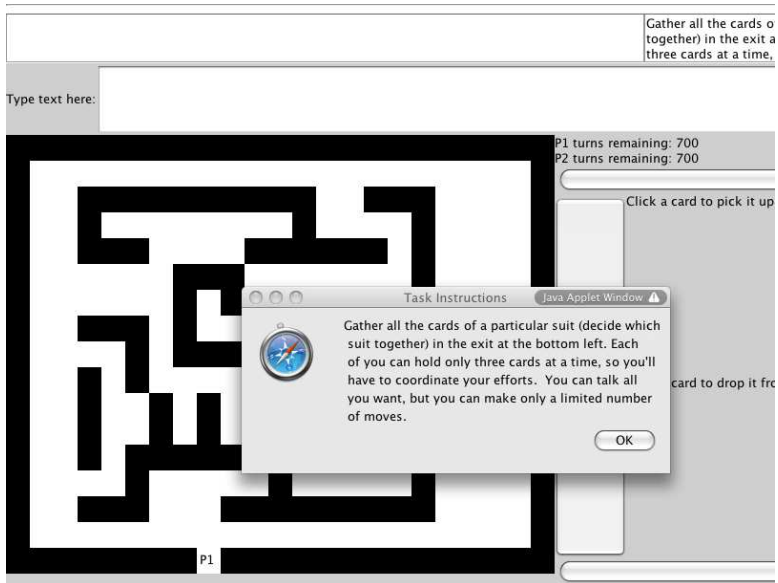 Gather all the cards o
together) in the exit a
three cards at a time,
Type text here:
P1 turns remaining: 700
P2 turns remaining: 700
Click a card to pick it up
Task Instructions
Java Applet Window
Gather all the cards of a particular suit (decide which
suit together) in the exit at the bottom left. Each
of you can hold only three cards at a time, so you'll
have to coordinate your efforts. You can talk all
you want, but you can make only a limited number
of moves.
card to drop it fro
OK
P1